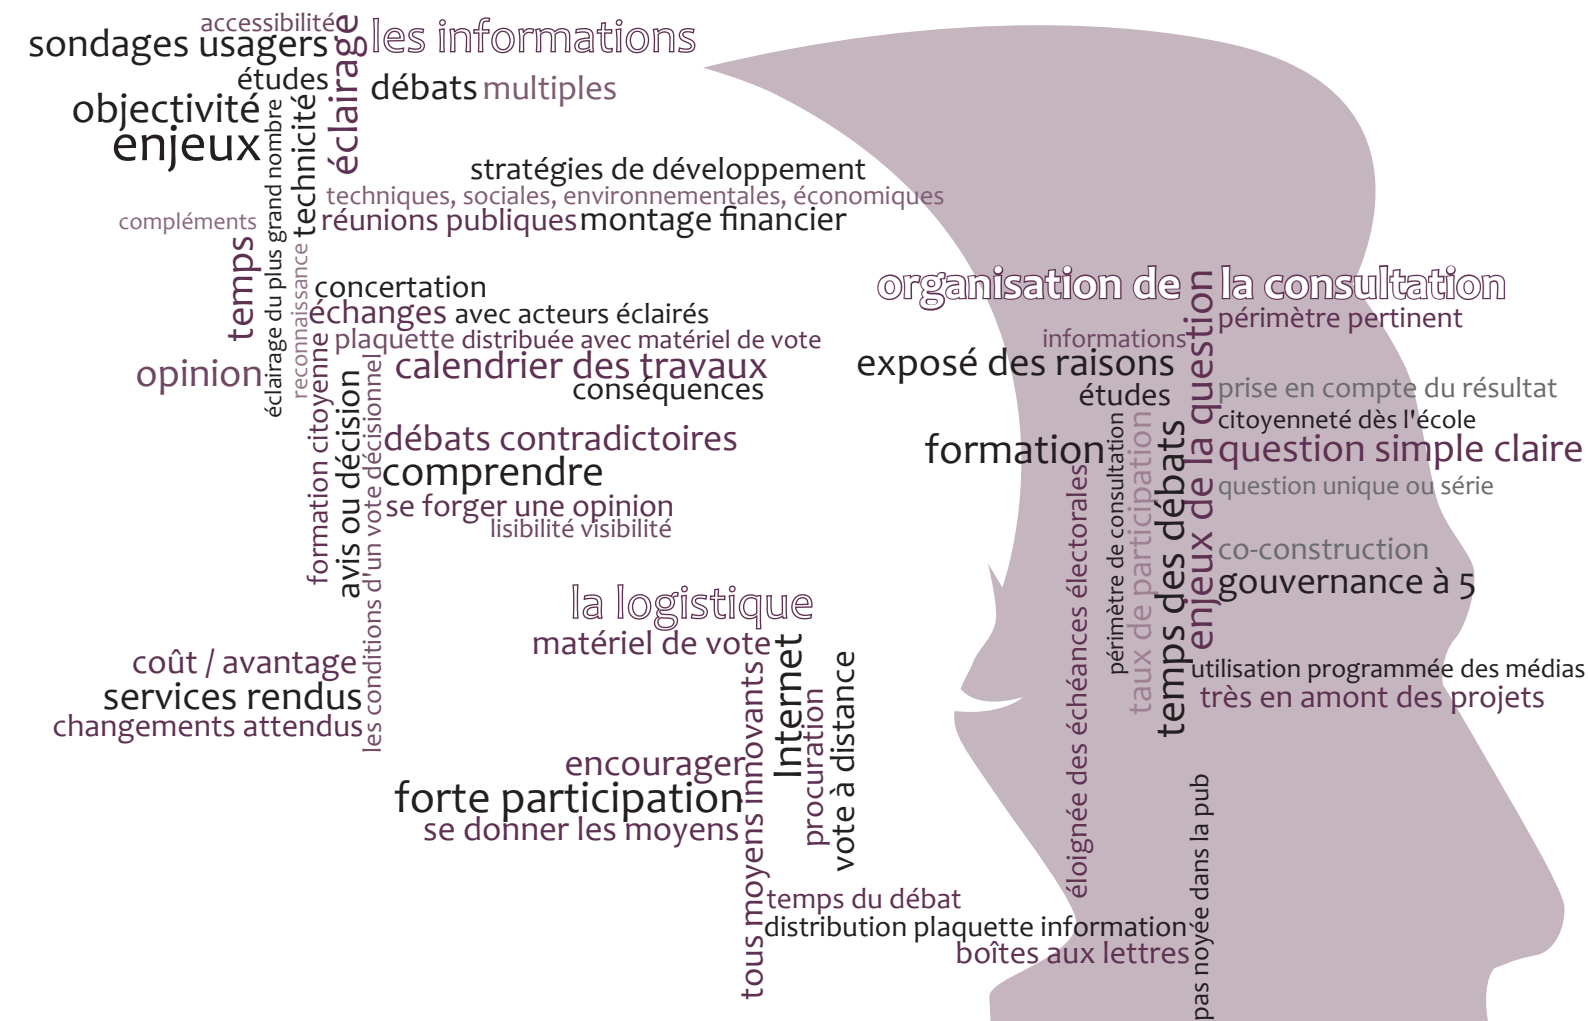 accessibilité
sondages usagers
études
objectivité
enjeux
éclairage
technicité
éclairage du plus grand nombre
les informations
débats multiples
stratégies de développement
techniques, sociales, environnementales, économiques
réunions publiques montage financier
compléments
temps
reconnaissance
opinion
concertation
échanges avec acteurs éclairés
plaquette distribuée avec matériel de vote
calendrier des travaux
conséquences
formation citoyenne
avis ou décision
les conditions d'un vote décisionnel
débats contradictoires
comprendre
se forger une opinion
lisibilité visibilité
coût / avantage
services rendus
changements attendus
la logistique
matériel de vote
Internet
procuration
vote à distance
tous moyens innovants
encourager
forte participation
se donner les moyens
temps du débat
distribution plaquette information
boîtes aux lettres
pas noyée dans la pub
organisation de la consultation
informations
exposé des raisons
études
formation
éloignée des échéances électorales
périmètre de consultation
taux de participation
temps des débats
enjeux de la question
périmètre pertinent
prise en compte du résultat
citoyenneté dès l'école
question simple claire
question unique ou série
co-construction
gouvernance à 5
utilisation programmée des médias
très en amont des projets